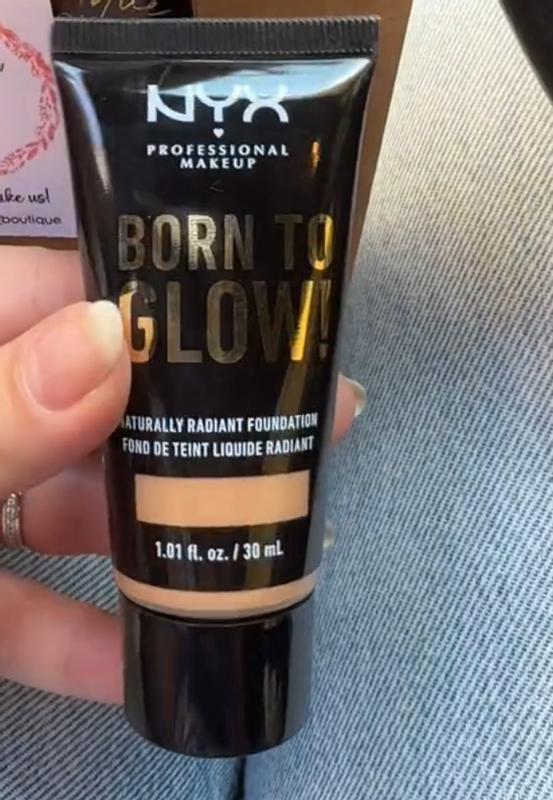 ake us!
boutique
NYX
PROFESSIONAL
MAKEUP
BORN TO
GLOW!
NATURALLY RADIANT FOUNDATION
FOND DE TEINT LIQUIDE RADIANT
1.01 fl. oz. / 30 mL